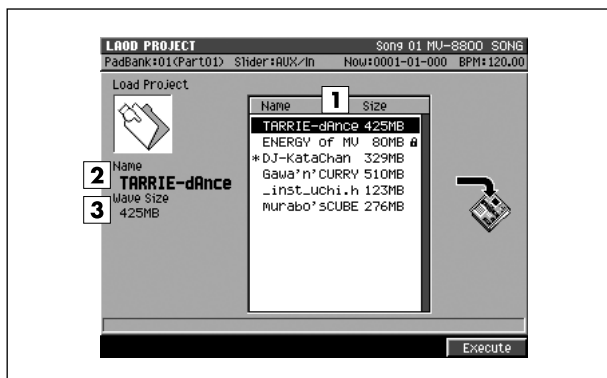 LAOD PROJECT Song 01 MV-8800 SONG
PadBank:01(Part01) Slider:AUX/In Now:0001-01-000 BPM:120.00
Load Project
Name 1 Size
TARRIE-dAnce 425MB
ENERGY Of MV 80MB
*DJ-KataChan 329MB
Gawa'n'CURRY 510MB
_inst_uchi.h 123MB
murabo'sCUBE 276MB
2 Name
TARRIE-dAnce
3 Wave Size
425MB
Execute